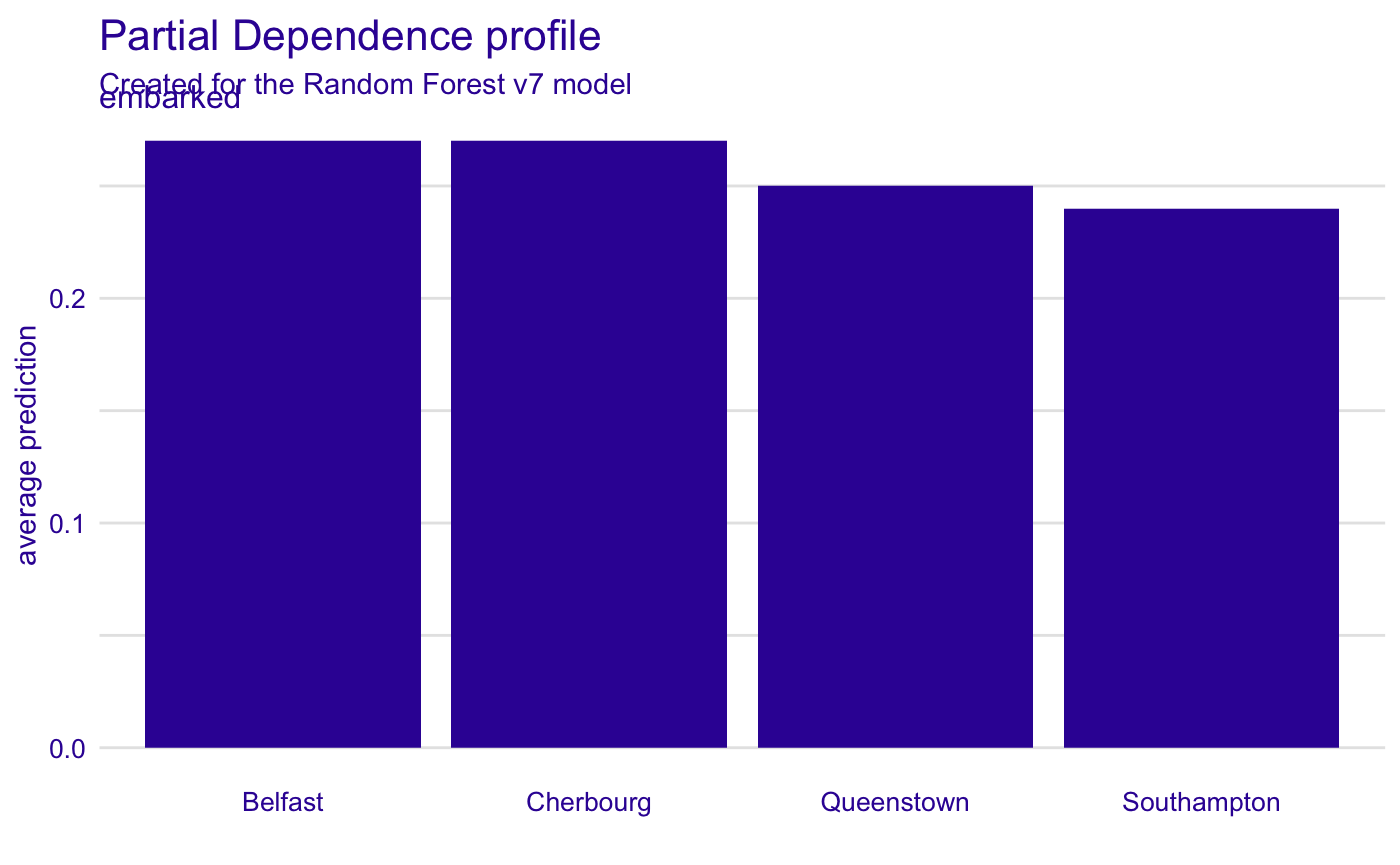 Partial Dependence profile
Created for the Random Forest v7 model
embarked
average prediction
0.2
0.1
0.0
Belfast Cherbourg Queenstown Southampton